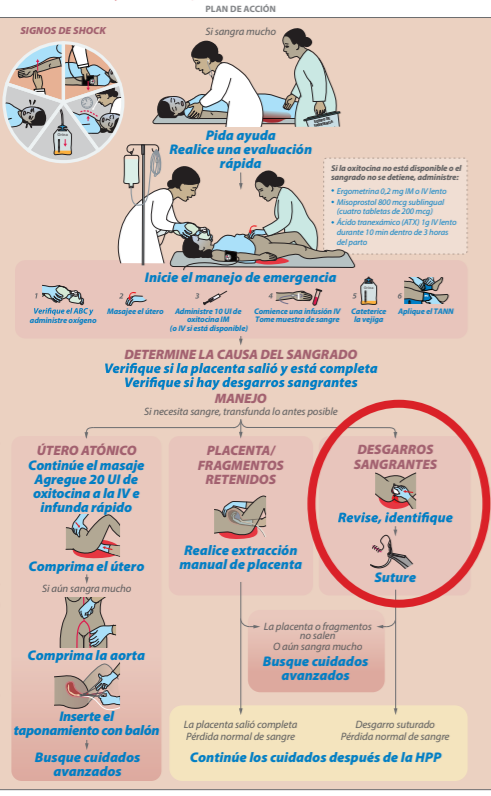 PLAN DE ACCIÓN
SIGNOS DE SHOCK
Si sangra mucho
Pida ayuda
Realice una evaluación
rápida
Si la oxitocina no está disponible o el
sangrado no se detiene, administre:
• Ergometrina 0,2 mg IM o IV lento
• Misoprostol 800 mcg sublingual
(cuatro tabletas de 200 mcg)
• Ácido tranexámico (ATX) 1g IV lento
durante 10 min dentro de 3 horas
del parto
Inicie el manejo de emergencia
1
Verifique el ABC y
administre oxígeno
2
Masajee el útero
3
Administre 10 UI de
oxitocina IM
(o IV si está disponible)
4
Comience una infusión IV
Tome muestra de sangre
5
Cateterice
la vejiga
6
Aplique el TANN
DETERMINE LA CAUSA DEL SANGRADO
Verifique si la placenta salió y está completa
Verifique si hay desgarros sangrantes
MANEJO
Si necesita sangre, transfunda lo antes posible
ÚTERO ATÓNICO
Continúe el masaje
Agregue 20 UI de
oxitocina a la IV e
infunda rápido
Comprima el útero
Si aún sangra mucho
Comprima la aorta
Inserte el
taponamiento con balón
Busque cuidados
avanzados
PLACENTA/
FRAGMENTOS
RETENIDOS
Realice extracción
manual de placenta
DESGARROS
SANGRANTES
Revise, identifique
Suture
La placenta o fragmentos
no salen
O aún sangra mucho
Busque cuidados
avanzados
La placenta salió completa
Pérdida normal de sangre
Desgarro suturado
Pérdida normal de sangre
Continúe los cuidados después de la HPP